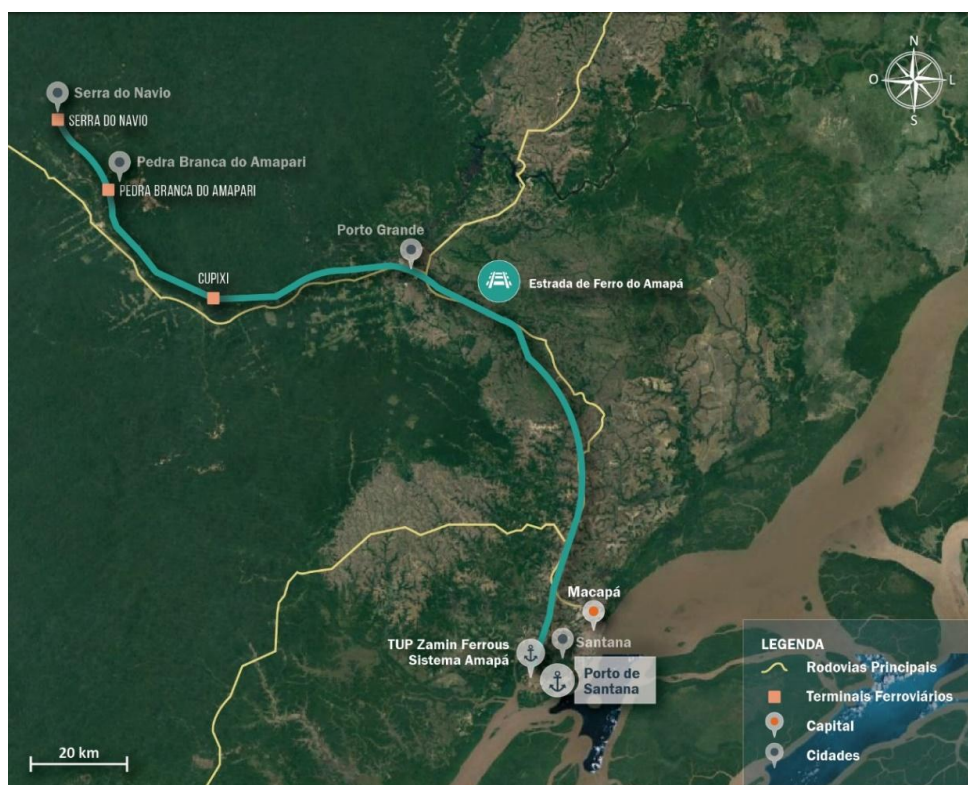 N
O
L
S
Serra do Navio
SERRA DO NAVIO
Pedra Branca do Amapari
PEDRA BRANCA DO AMAPARI
Porto Grande
CUPIXI
Estrada de Ferro do Amapá
Macapá
TUP Zamin Ferrous
Sistema Amapá
Santana
Porto de
Santana
LEGENDA
Rodovias Principais
Terminais Ferroviários
Capital
Cidades
20 km